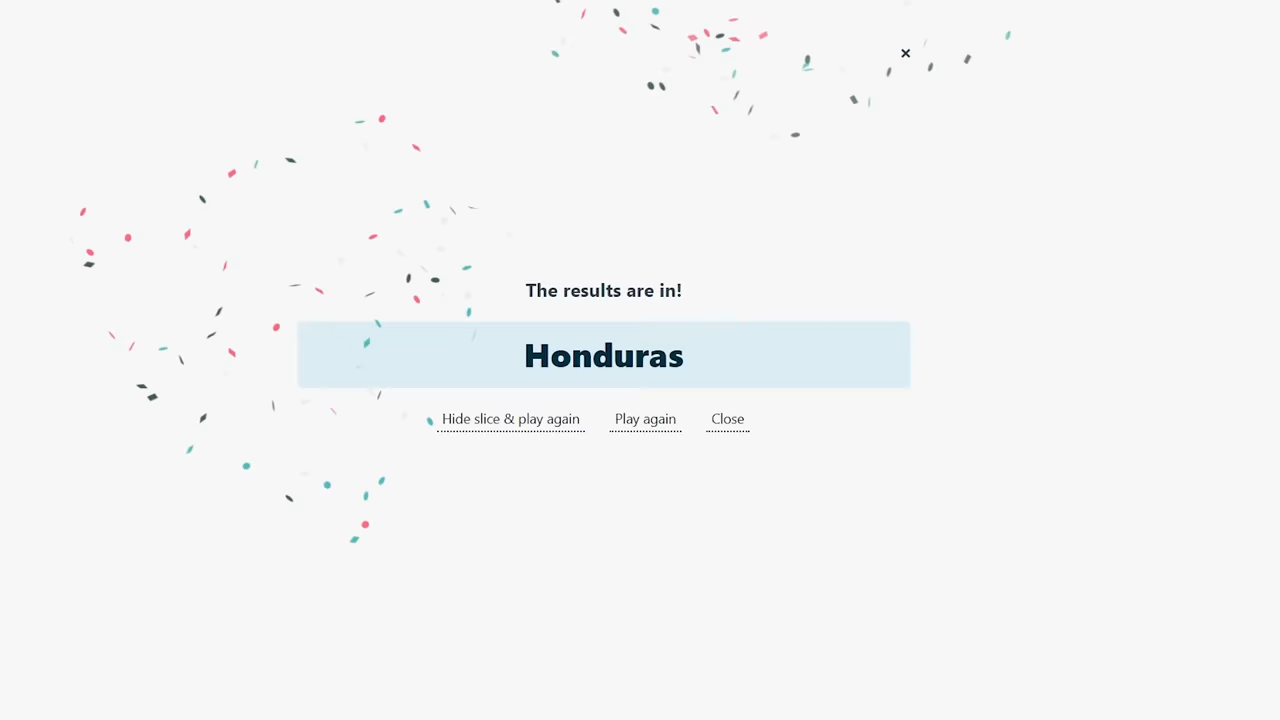 The results are in!
Honduras
Hide slice & play again Play again Close